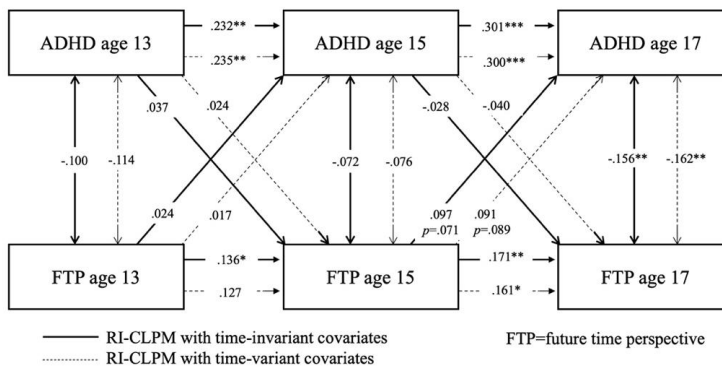 .232**
.301***
ADHD age 13
ADHD age 15
ADHD age 17
.235**
.300***
.037
.024
-.028
-.040
-.100
-.114
-.072
-.076
-.156**
-.162**
.024
.017
.097
.091
p=.071
p=.089
.136*
.171**
FTP age 13
FTP age 15
FTP age 17
.127
.161*
RI-CLPM with time-invariant covariates
FTP=future time perspective
RI-CLPM with time-variant covariates